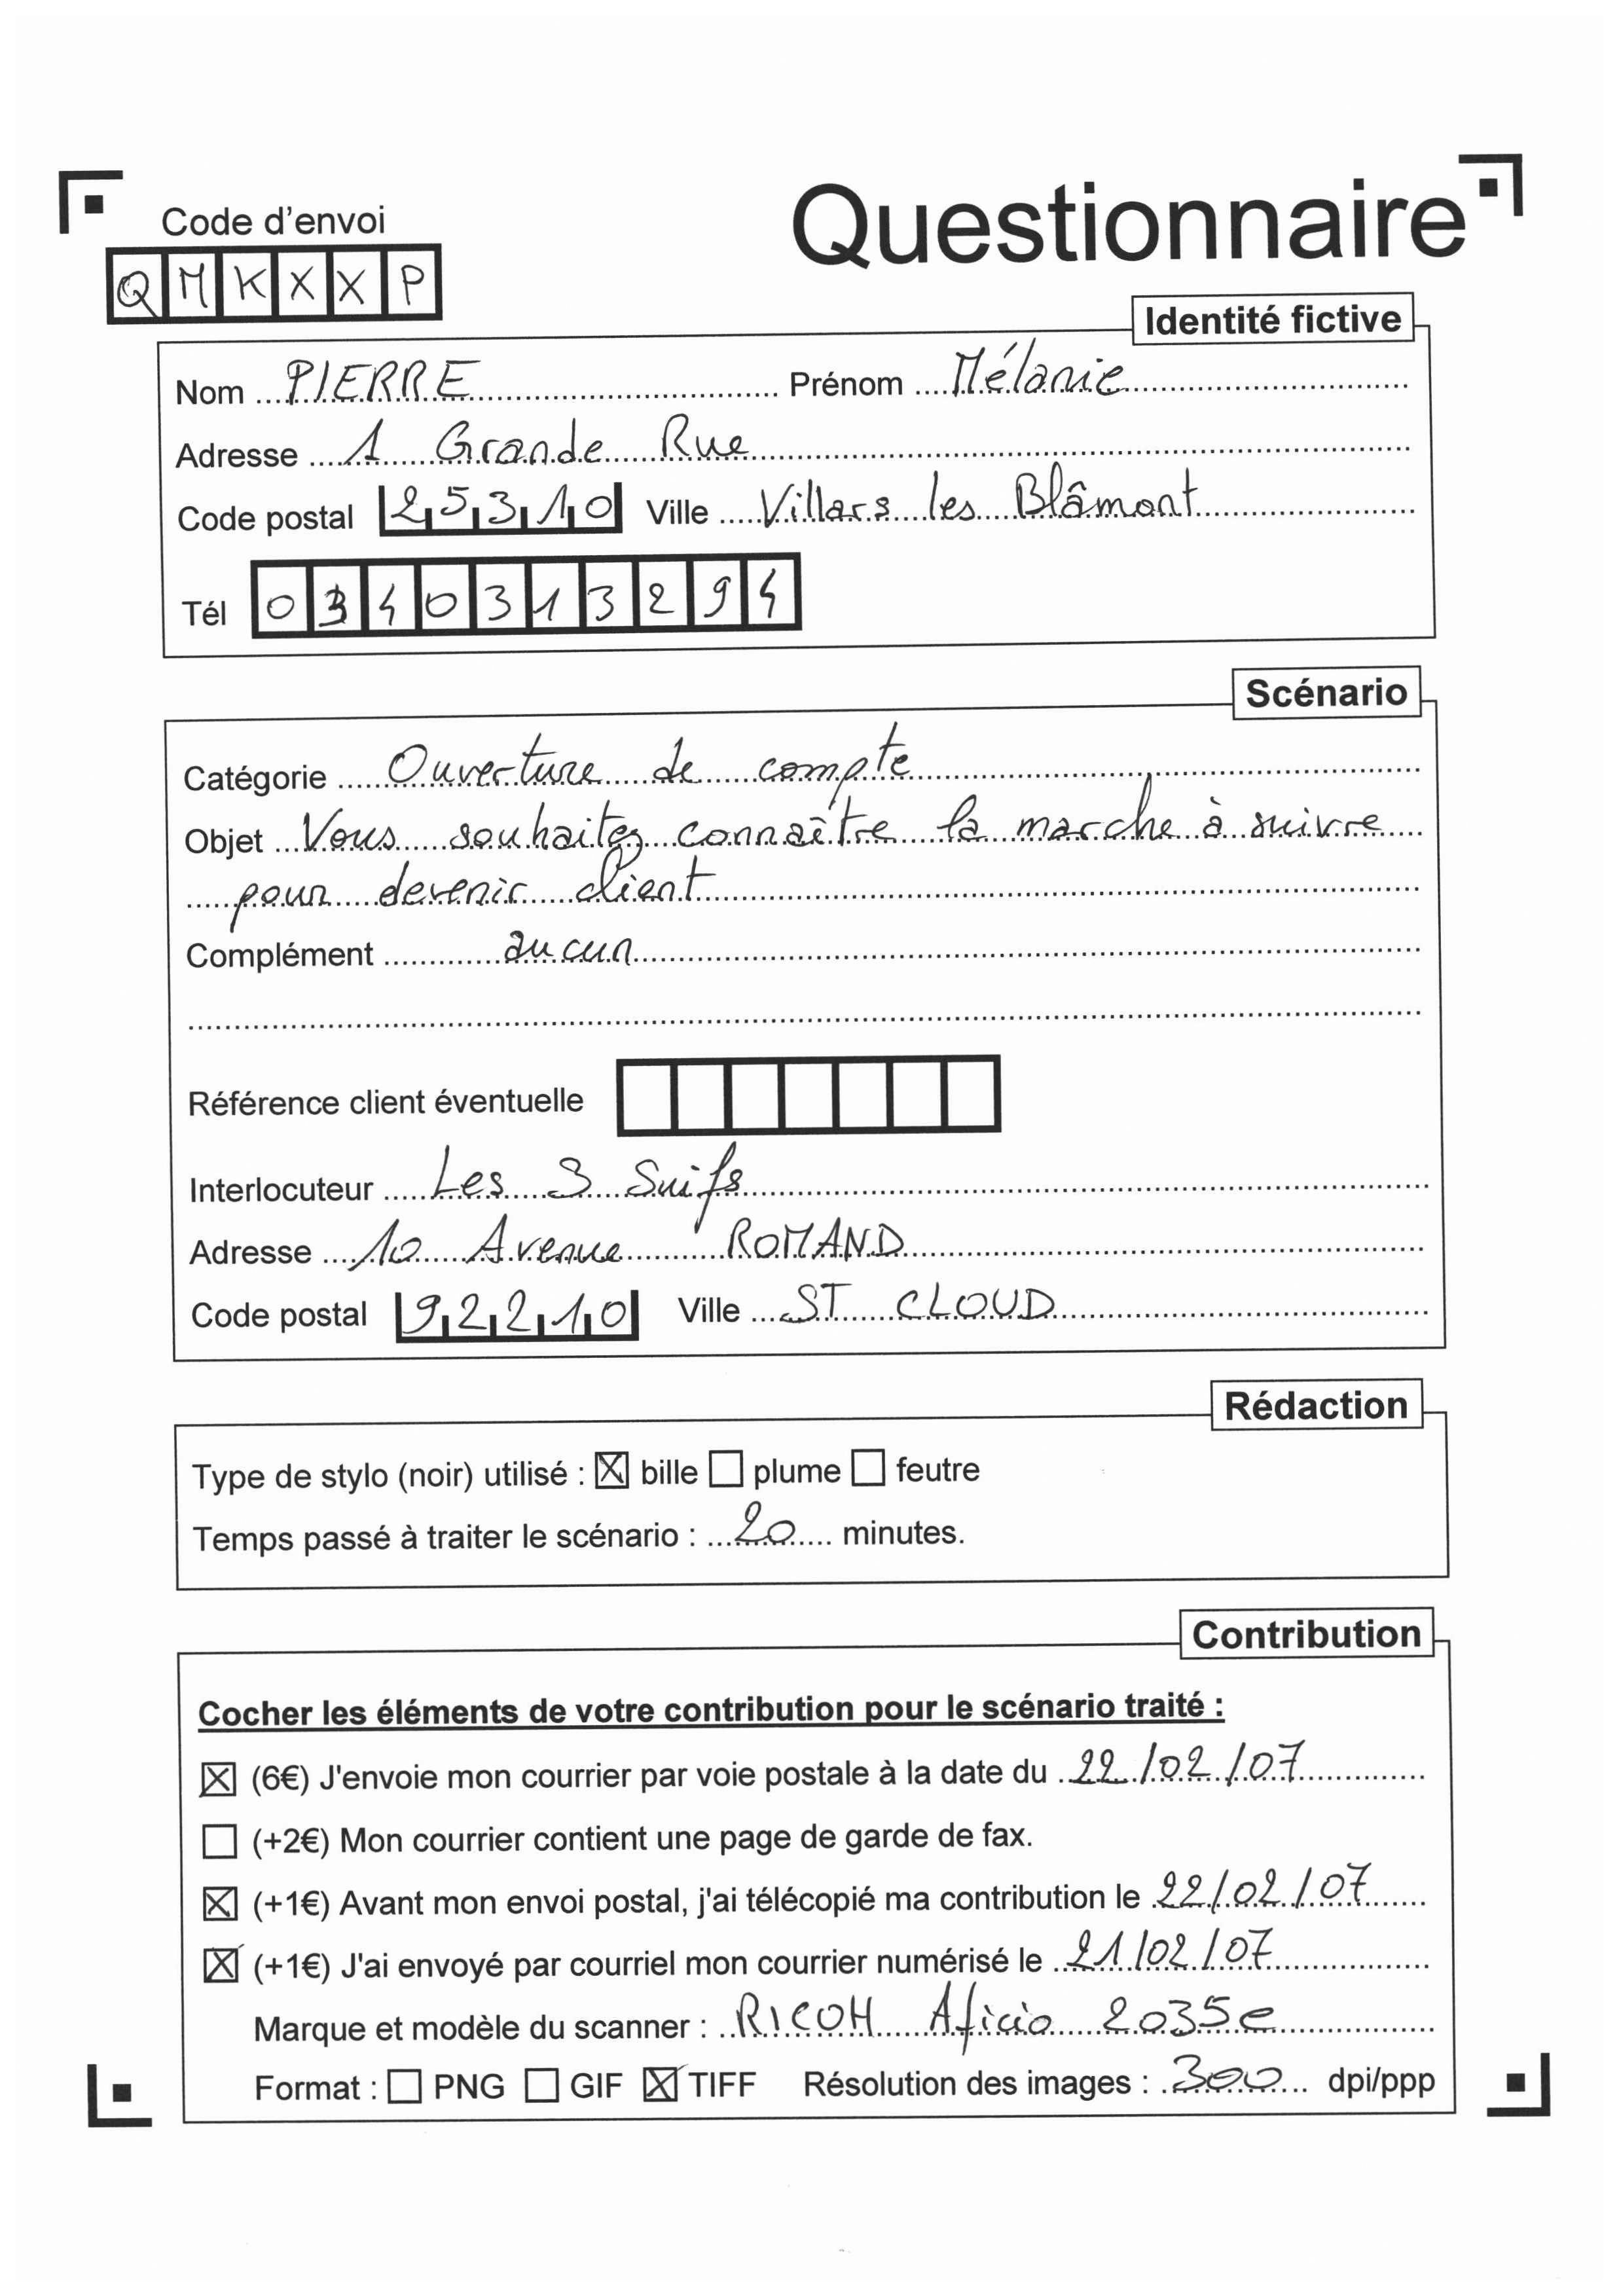 Questionnaire
Code d'envoi
QMKXXP
Identité fictive
Nom PIERRE Prénom Mélanie
Adresse 1 Grande Rue
Code postal 25310 Ville Villars les Blâmont
Tél 0340313294
Scénario
Catégorie Ouverture de compte
Objet Vous souhaitez connaître la marche à suivre
pour devenir client
Complément aucun
Référence client éventuelle
Interlocuteur Les 3 Suifs
Adresse 10 Avenue ROMAND
Code postal 92210 Ville ST CLOUD
Rédaction
Type de stylo (noir) utilisé : ☒ bille ☐ plume ☐ feutre
Temps passé à traiter le scénario : 20 minutes.
Contribution
Cocher les éléments de votre contribution pour le scénario traité :
☒ (6€) J'envoie mon courrier par voie postale à la date du 22/02/07
☐ (+2€) Mon courrier contient une page de garde de fax.
☒ (+1€) Avant mon envoi postal, j'ai télécopié ma contribution le 22/02/07
☒ (+1€) J'ai envoyé par courriel mon courrier numérisé le 21/02/07
Marque et modèle du scanner : RICOH Aficio 2035e
Format : ☐ PNG ☐ GIF ☒ TIFF Résolution des images : 300 dpi/ppp